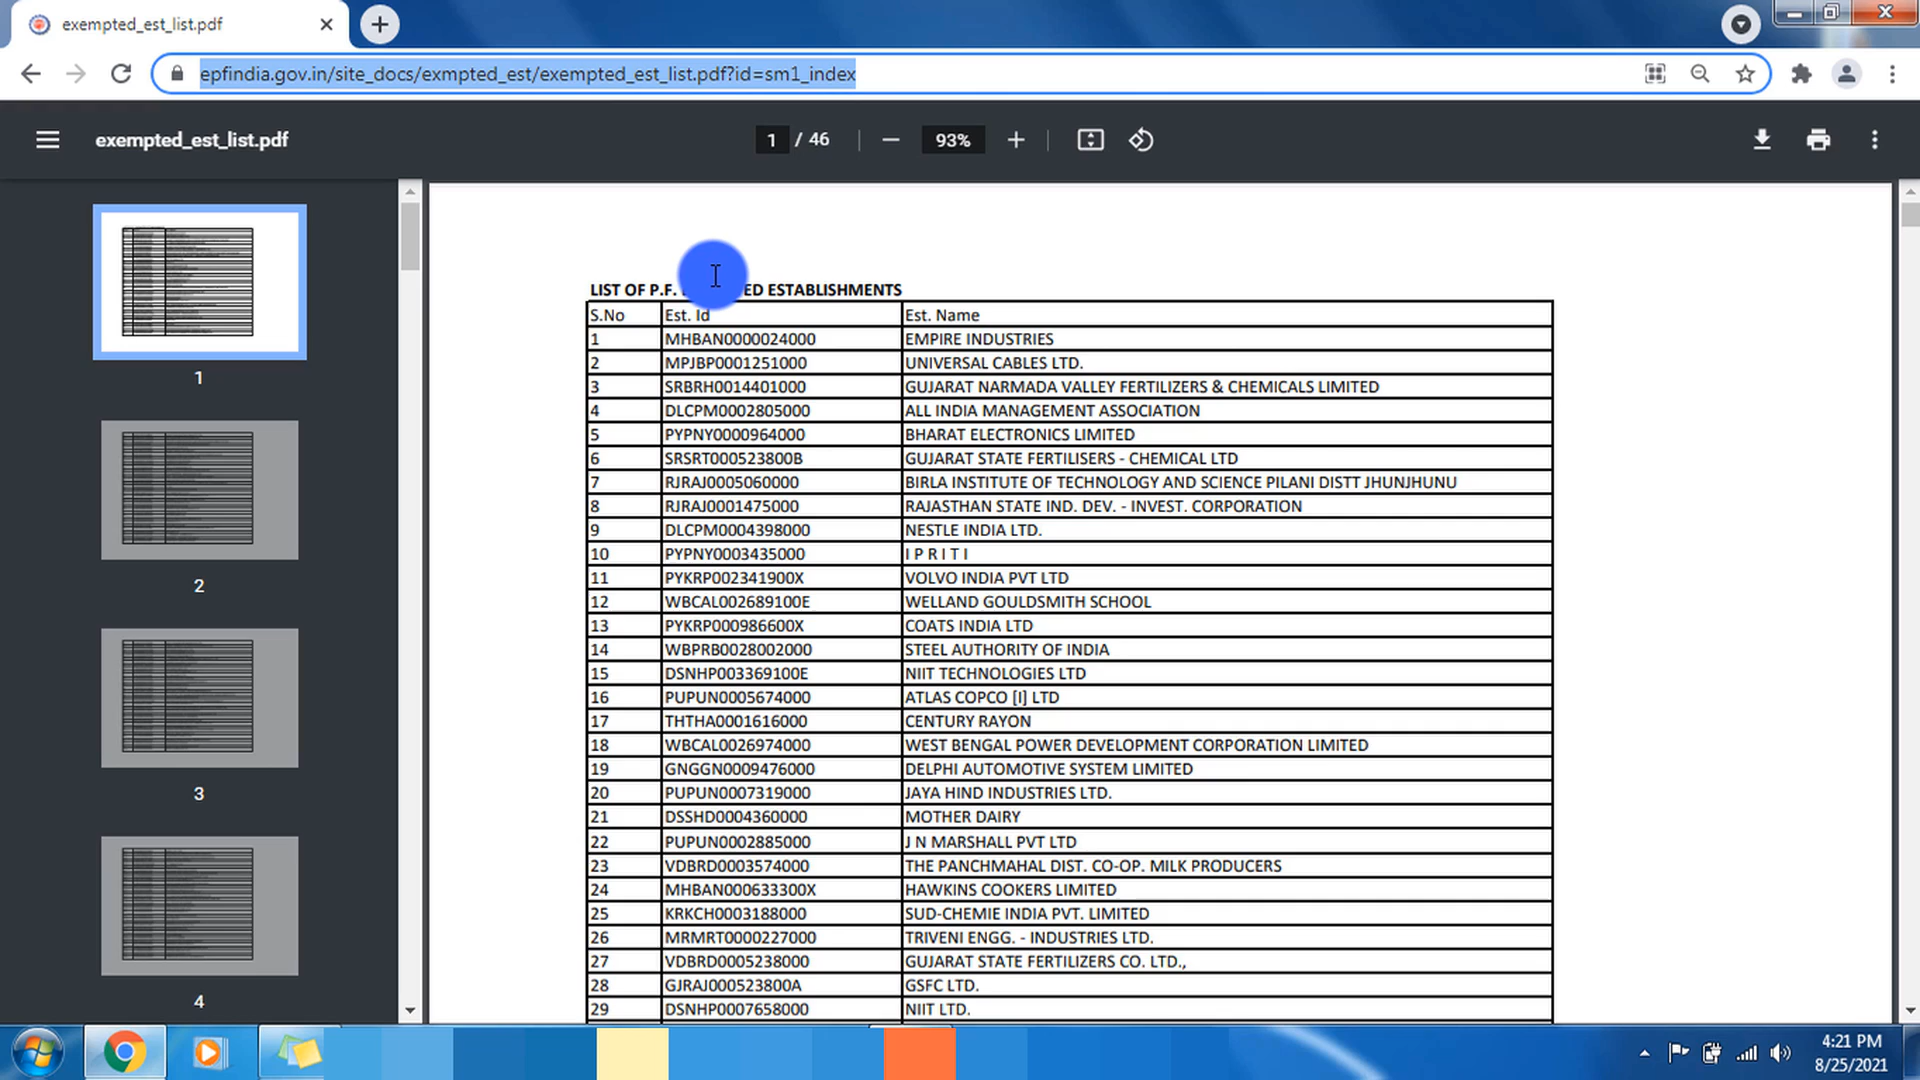 exempted_est_list.pdf
epfindia.gov.in/site_docs/exmpted_est/exempted_est_list.pdf?id=sm1_index
exempted_est_list.pdf 1 / 46 93%
LIST OF P.F. ED ESTABLISHMENTS
S.No Est. Id Est. Name
1 MHBAN0000024000 EMPIRE INDUSTRIES
2 MPJBP0001251000 UNIVERSAL CABLES LTD.
3 SRBRH0014401000 GUJARAT NARMADA VALLEY FERTILIZERS & CHEMICALS LIMITED
4 DLCPM0002805000 ALL INDIA MANAGEMENT ASSOCIATION
5 PYPNY0000964000 BHARAT ELECTRONICS LIMITED
6 SRSRT000523800B GUJARAT STATE FERTILISERS - CHEMICAL LTD
7 RJRAJ0005060000 BIRLA INSTITUTE OF TECHNOLOGY AND SCIENCE PILANI DISTT JHUNJHUNU
8 RJRAJ0001475000 RAJASTHAN STATE IND. DEV. - INVEST. CORPORATION
9 DLCPM0004398000 NESTLE INDIA LTD.
10 PYPNY0003435000 I P R I T I
11 PYKRP002341900X VOLVO INDIA PVT LTD
12 WBCAL002689100E WELLAND GOULDSMITH SCHOOL
13 PYKRP000986600X COATS INDIA LTD
14 WBPRB0028002000 STEEL AUTHORITY OF INDIA
15 DSNHP003369100E NIIT TECHNOLOGIES LTD
16 PUPUN0005674000 ATLAS COPCO [I] LTD
17 THTHA0001616000 CENTURY RAYON
18 WBCAL0026974000 WEST BENGAL POWER DEVELOPMENT CORPORATION LIMITED
19 GNGGN0009476000 DELPHI AUTOMOTIVE SYSTEM LIMITED
20 PUPUN0007319000 JAYA HIND INDUSTRIES LTD.
21 DSSHD0004360000 MOTHER DAIRY
22 PUPUN0002885000 J N MARSHALL PVT LTD
23 VDBRD0003574000 THE PANCHMAHAL DIST. CO-OP. MILK PRODUCERS
24 MHBAN000633300X HAWKINS COOKERS LIMITED
25 KRKCH0003188000 SUD-CHEMIE INDIA PVT. LIMITED
26 MRMRT0000227000 TRIVENI ENGG. - INDUSTRIES LTD.
27 VDBRD0005238000 GUJARAT STATE FERTILIZERS CO. LTD.,
28 GJRAJ000523800A GSFC LTD.
29 DSNHP0007658000 NIIT LTD.
1
2
3
4
4:21 PM
8/25/2021